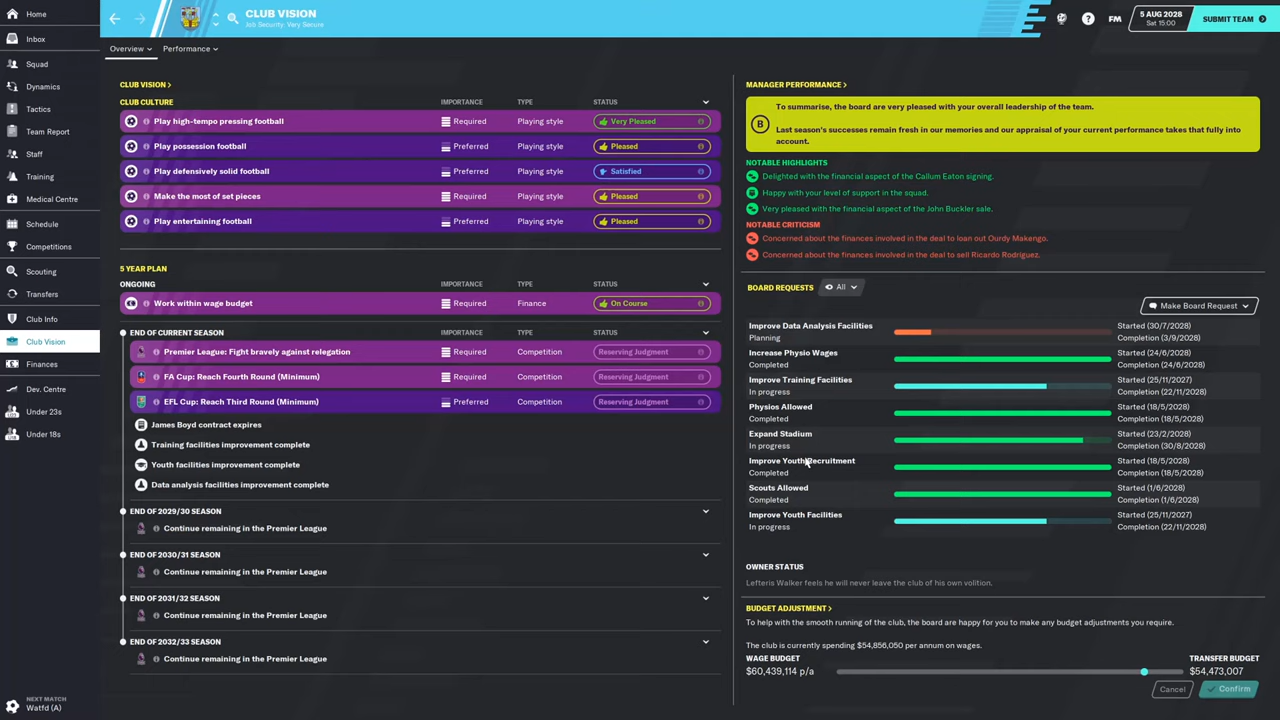 Home
Inbox
Squad
Dynamics
Tactics
Team Report
Staff
Training
Medical Centre
Schedule
Competitions
Scouting
Transfers
Club Info
Club Vision
Finances
Dev. Centre
Under 23s
Under 18s
NEXT MATCH
Watfd (A)
CLUB VISION
Job Security: Very Secure
FM
5 AUG 2028
Sat 15:00
SUBMIT TEAM
Overview
Performance
CLUB VISION >
CLUB CULTURE IMPORTANCE TYPE STATUS
Play high-tempo pressing football Required Playing style Very Pleased
Play possession football Preferred Playing style Pleased
Play defensively solid football Preferred Playing style Satisfied
Make the most of set pieces Required Playing style Pleased
Play entertaining football Preferred Playing style Pleased
5 YEAR PLAN
ONGOING IMPORTANCE TYPE STATUS
Work within wage budget Required Finance On Course
END OF CURRENT SEASON IMPORTANCE TYPE STATUS
Premier League: Fight bravely against relegation Required Competition Reserving Judgment
FA Cup: Reach Fourth Round (Minimum) Required Competition Reserving Judgment
EFL Cup: Reach Third Round (Minimum) Preferred Competition Reserving Judgment
James Boyd contract expires
Training facilities improvement complete
Youth facilities improvement complete
Data analysis facilities improvement complete
END OF 2029/30 SEASON
Continue remaining in the Premier League
END OF 2030/31 SEASON
Continue remaining in the Premier League
END OF 2031/32 SEASON
Continue remaining in the Premier League
END OF 2032/33 SEASON
Continue remaining in the Premier League
MANAGER PERFORMANCE >
B
To summarise, the board are very pleased with your overall leadership of the team.
Last season's successes remain fresh in our memories and our appraisal of your current performance takes that fully into
account.
NOTABLE HIGHLIGHTS
Delighted with the financial aspect of the Callum Eaton signing.
Happy with your level of support in the squad.
Very pleased with the financial aspect of the John Buckler sale.
NOTABLE CRITICISM
Concerned about the finances involved in the deal to loan out Ourdy Makengo.
Concerned about the finances involved in the deal to sell Ricardo Rodríguez.
BOARD REQUESTS All
Make Board Request
Improve Data Analysis Facilities Started (30/7/2028)
Planning Completion (3/9/2028)
Increase Physio Wages Started (24/6/2028)
Completed Completion (24/6/2028)
Improve Training Facilities Started (25/11/2027)
In progress Completion (22/11/2028)
Physios Allowed Started (18/5/2028)
Completed Completion (18/5/2028)
Expand Stadium Started (23/2/2028)
In progress Completion (30/8/2028)
Improve Youth Recruitment Started (18/5/2028)
Completed Completion (18/5/2028)
Scouts Allowed Started (1/6/2028)
Completed Completion (1/6/2028)
Improve Youth Facilities Started (25/11/2027)
In progress Completion (22/11/2028)
OWNER STATUS
Lefteris Walker feels he will never leave the club of his own volition.
BUDGET ADJUSTMENT >
To help with the smooth running of the club, the board are happy for you to make any budget adjustments you require.
The club is currently spending $54,856,050 per annum on wages.
WAGE BUDGET TRANSFER BUDGET
$60,439,114 p/a $54,473,007
Cancel Confirm